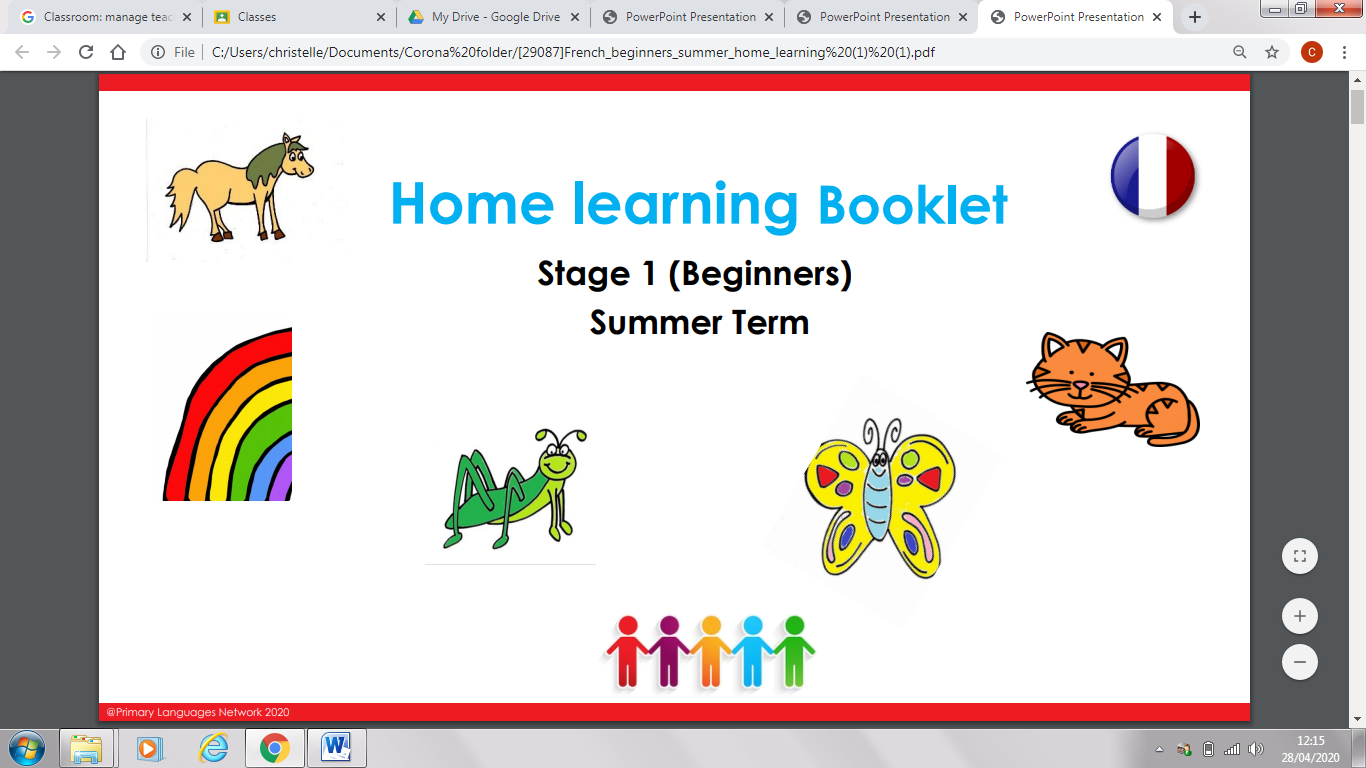 Classroom: manage teac
Classes
My Drive - Google Drive
PowerPoint Presentation
PowerPoint Presentation
PowerPoint Presentation
File
C:/Users/christelle/Documents/Corona%20folder/[29087]French_beginners_summer_home_learning%20(1)%20(1).pdf
C
Home learning Booklet
Stage 1 (Beginners)
Summer Term
@Primary Languages Network 2020
12:15
28/04/2020